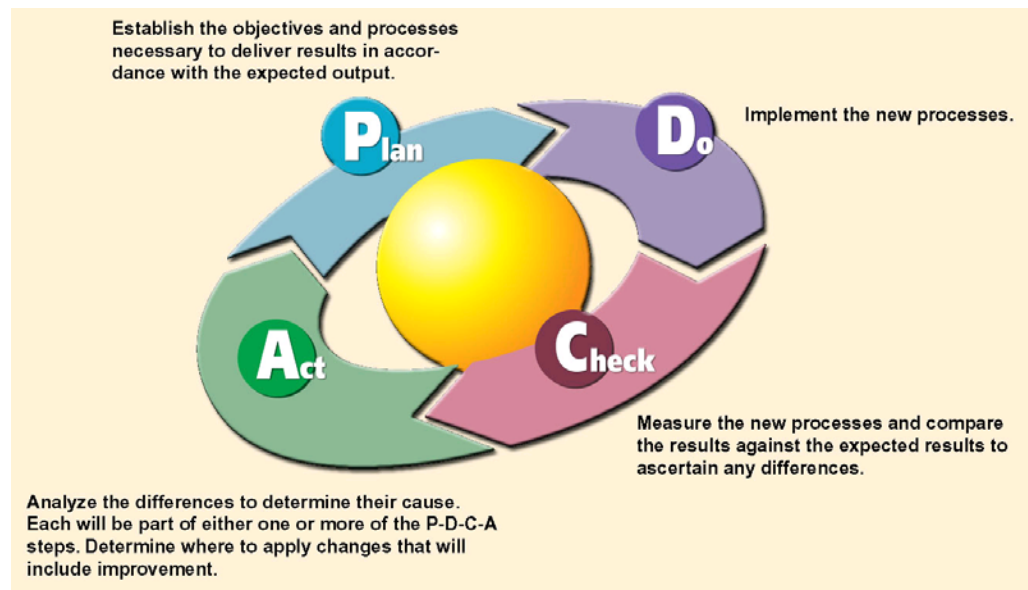 Establish the objectives and processes
necessary to deliver results in accor-
dance with the expected output.
Plan
Do
Implement the new processes.
Act
Check
Measure the new processes and compare
the results against the expected results to
ascertain any differences.
Analyze the differences to determine their cause.
Each will be part of either one or more of the P-D-C-A
steps. Determine where to apply changes that will
include improvement.